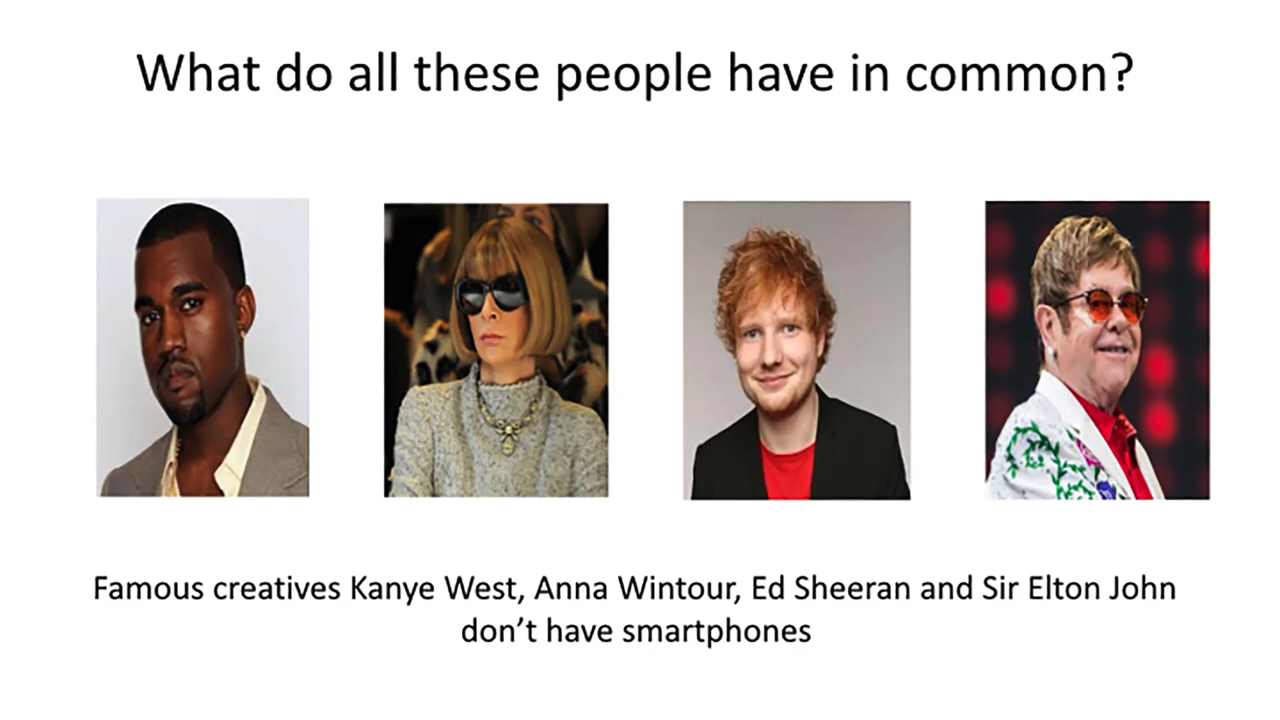 What do all these people have in common?
Famous creatives Kanye West, Anna Wintour, Ed Sheeran and Sir Elton John
don’t have smartphones